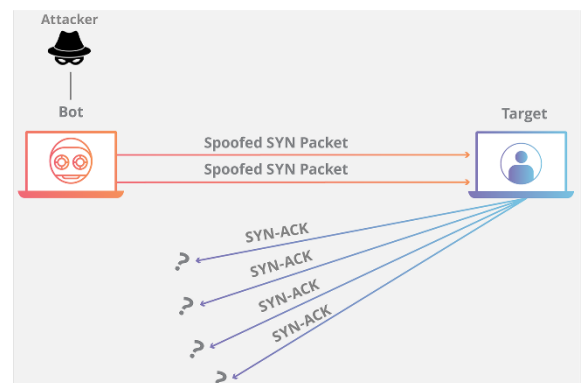 Attacker
Bot
Target
Spoofed SYN Packet
Spoofed SYN Packet
SYN-ACK
?
SYN-ACK
?
SYN-ACK
?
SYN-ACK
?